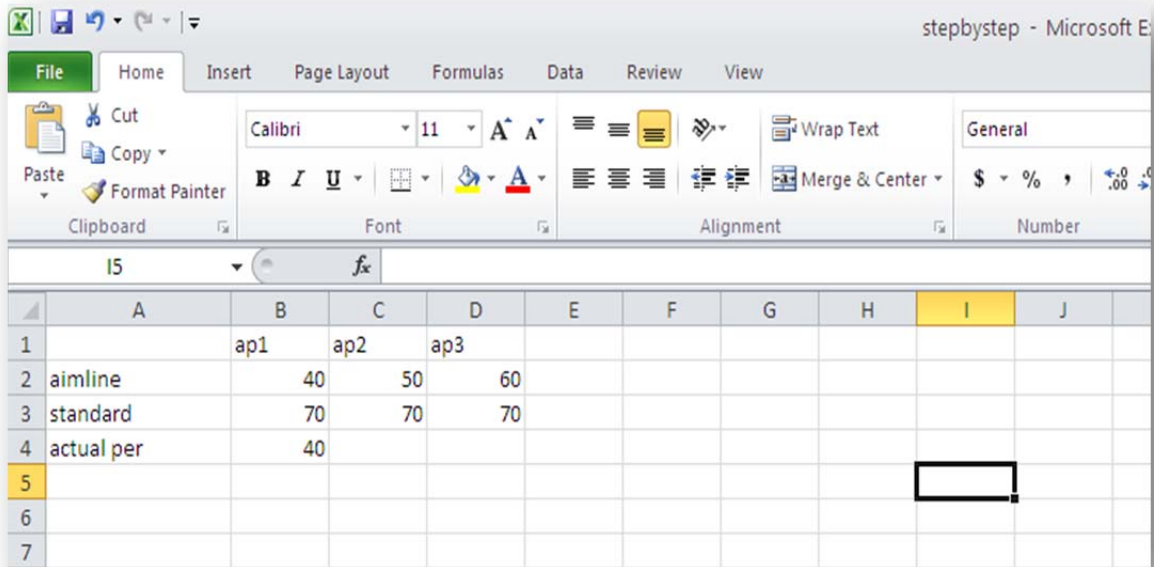 stepbystep - Microsoft E
File Home Insert Page Layout Formulas Data Review View
Cut
Copy
Paste
Format Painter
Calibri 11 A A
B I U A
Wrap Text
Merge & Center
General
$ % , .00
Clipboard Font Alignment Number
I5 fx
A B C D E F G H I J
1 ap1 ap2 ap3
2 aimline 40 50 60
3 standard 70 70 70
4 actual per 40
5
6
7